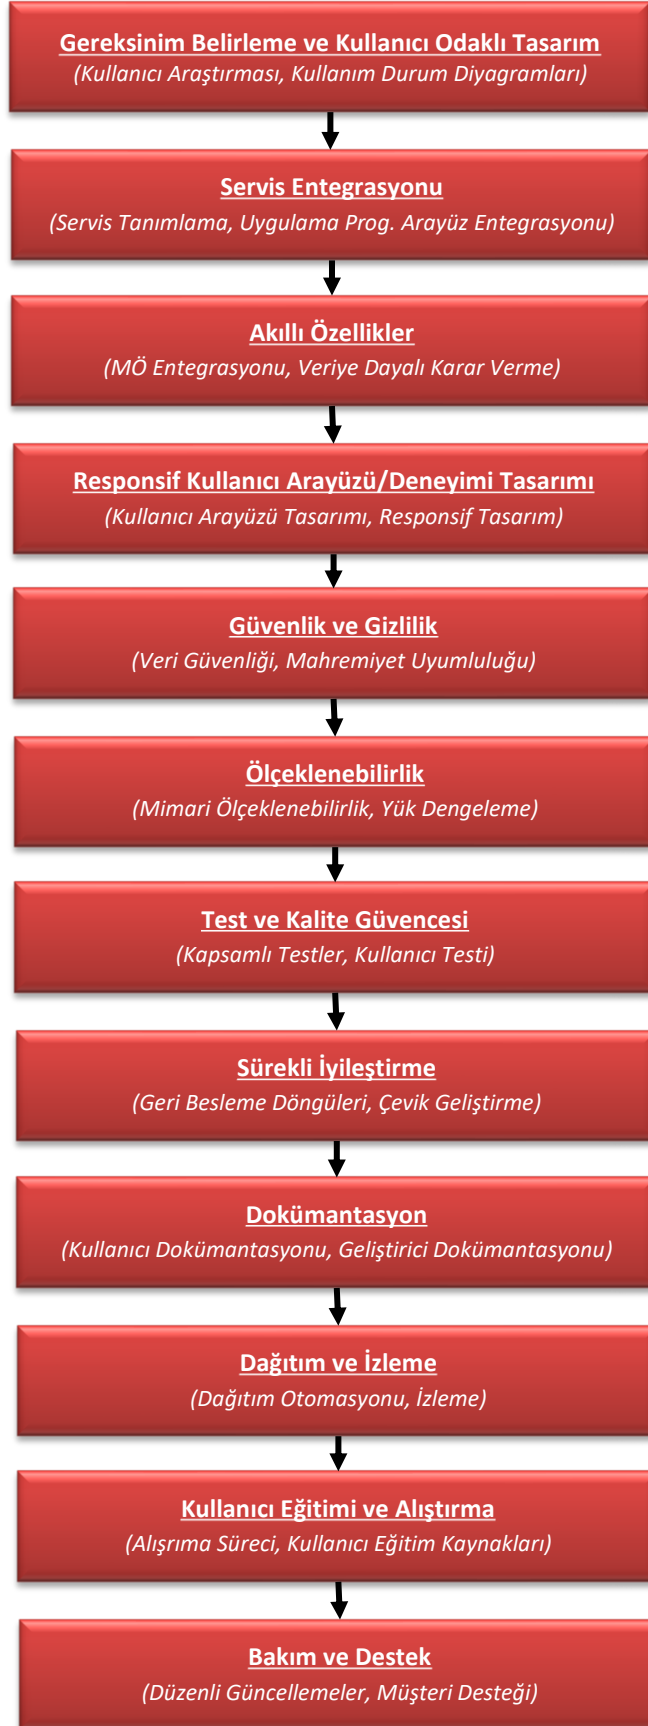 Gereksinim Belirleme ve Kullanıcı Odaklı Tasarım
(Kullanıcı Araştırması, Kullanım Durum Diyagramları)
Servis Entegrasyonu
(Servis Tanımlama, Uygulama Prog. Arayüz Entegrasyonu)
Akıllı Özellikler
(MÖ Entegrasyonu, Veriye Dayalı Karar Verme)
Responsif Kullanıcı Arayüzü/Deneyimi Tasarımı
(Kullanıcı Arayüzü Tasarımı, Responsif Tasarım)
Güvenlik ve Gizlilik
(Veri Güvenliği, Mahremiyet Uyumluluğu)
Ölçeklenebilirlik
(Mimari Ölçeklenebilirlik, Yük Dengeleme)
Test ve Kalite Güvencesi
(Kapsamlı Testler, Kullanıcı Testi)
Sürekli İyileştirme
(Geri Besleme Döngüleri, Çevik Geliştirme)
Dokümantasyon
(Kullanıcı Dokümantasyonu, Geliştirici Dokümantasyonu)
Dağıtım ve İzleme
(Dağıtım Otomasyonu, İzleme)
Kullanıcı Eğitimi ve Alıştırma
(Alışrıma Süreci, Kullanıcı Eğitim Kaynakları)
Bakım ve Destek
(Düzenli Güncellemeler, Müşteri Desteği)